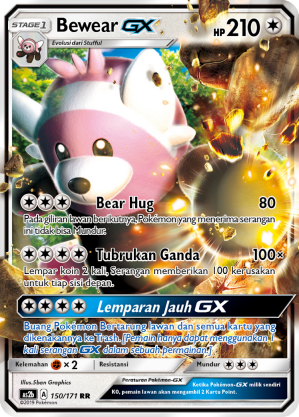 STAGE 1
Bewear GX
HP 210
Evolusi dari Stufful
Bear Hug 80
Pada giliran lawan berikutnya, Pokémon yang menerima serangan
ini tidak bisa Mundur.
Tubrukan Ganda 100×
Lempar koin 2 kali, Serangan memberikan 100 kerusakan
untuk tiap sisi depan.
Lemparan Jauh GX
Buang Pokémon Bertarung lawan dan semua kartu yang
dikenakannya ke Trash. [Pemain hanya dapat menggunakan 1
kali serangan GX dalam sebuah permainan.]
Kelemahan × 2 Resistansi Mundur
Illus. 5ban Graphics
Peraturan Pokémon-GX
Ketika Pokémon-GX milik sendiri
KO, pemain lawan akan mengambil 2 Kartu Point.
as2b A 150/171 RR
©2019 Pokémon